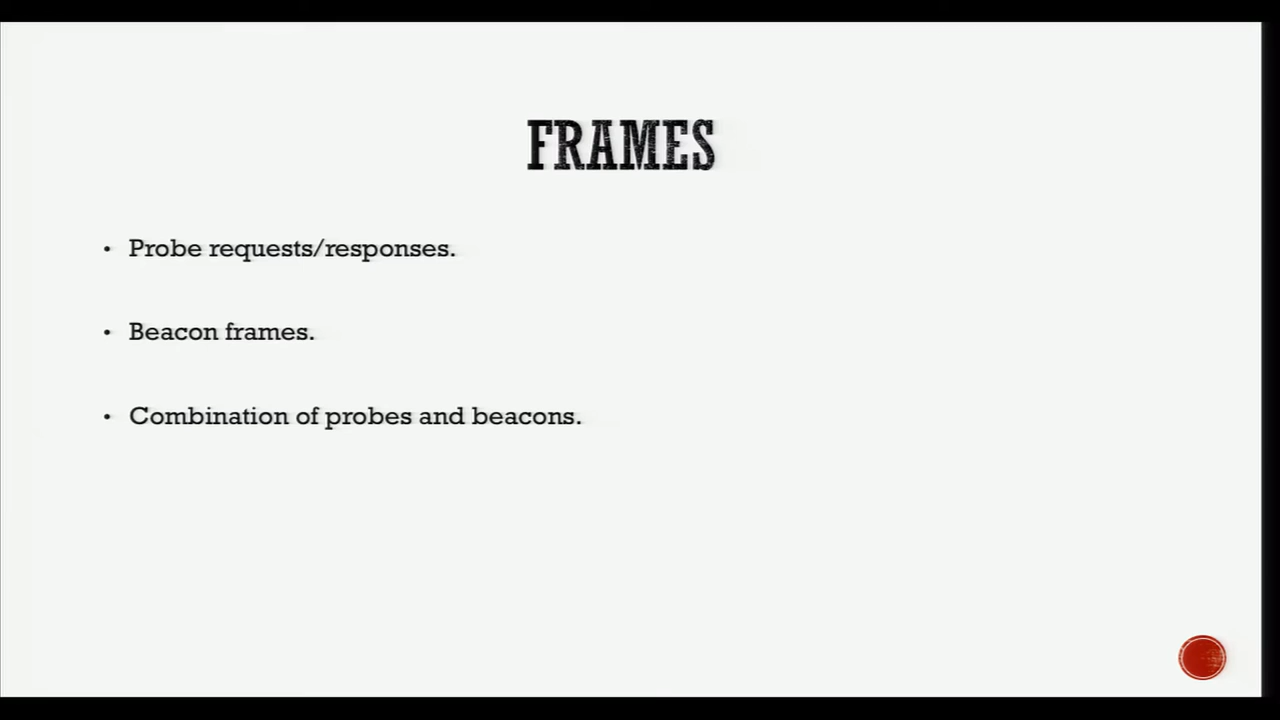 FRAMES
• Probe requests/responses.
• Beacon frames.
• Combination of probes and beacons.